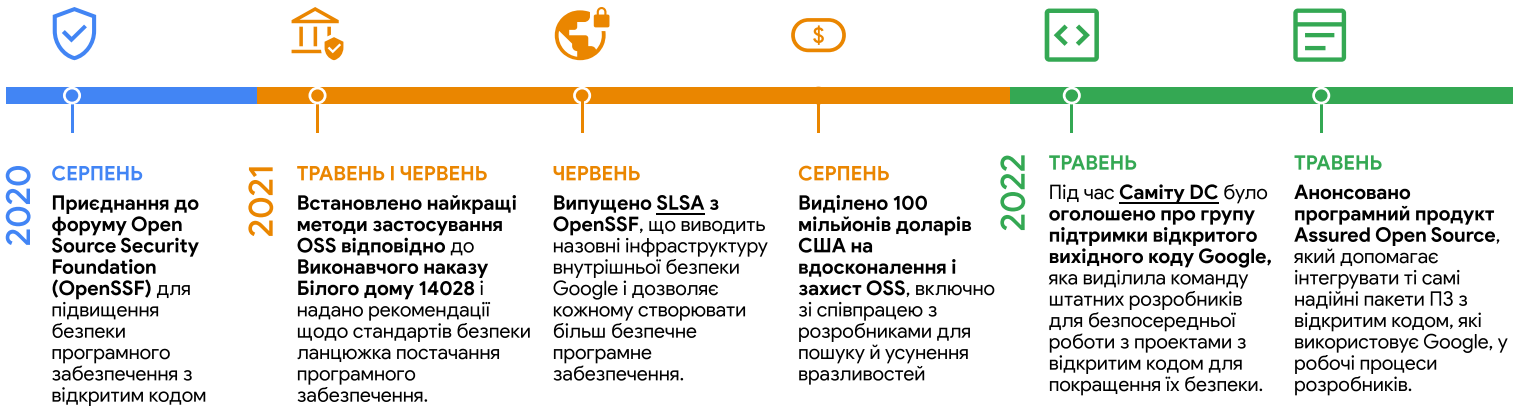 2020
СЕРПЕНЬ
Приєднання до
форуму Open
Source Security
Foundation
(OpenSSF) для
підвищення
безпеки
програмного
забезпечення з
відкритим кодом
2021
ТРАВЕНЬ І ЧЕРВЕНЬ
Встановлено найкращі
методи застосування
OSS відповідно до
Виконавчого наказу
Білого дому 14028 і
надано рекомендації
щодо стандартів безпеки
ланцюжка постачання
програмного
забезпечення.
ЧЕРВЕНЬ
Випущено SLSA з
OpenSSF, що виводить
назовні інфраструктуру
внутрішньої безпеки
Google і дозволяє
кожному створювати
більш безпечне
програмне
забезпечення.
$
СЕРПЕНЬ
Виділено 100
мільйонів доларів
США на
вдосконалення і
захист OSS, включно
зі співпрацею з
розробниками для
пошуку й усунення
вразливостей
2022
ТРАВЕНЬ
Під час Саміту DC було
оголошено про групу
підтримки відкритого
вихідного коду Google,
яка виділила команду
штатних розробників
для безпосередньої
роботи з проектами з
відкритим кодом для
покращення їх безпеки.
ТРАВЕНЬ
Анонсовано
програмний продукт
Assured Open Source,
який допомагає
інтегрувати ті самі
надійні пакети ПЗ з
відкритим кодом, які
використовує Google, у
робочі процеси
розробників.